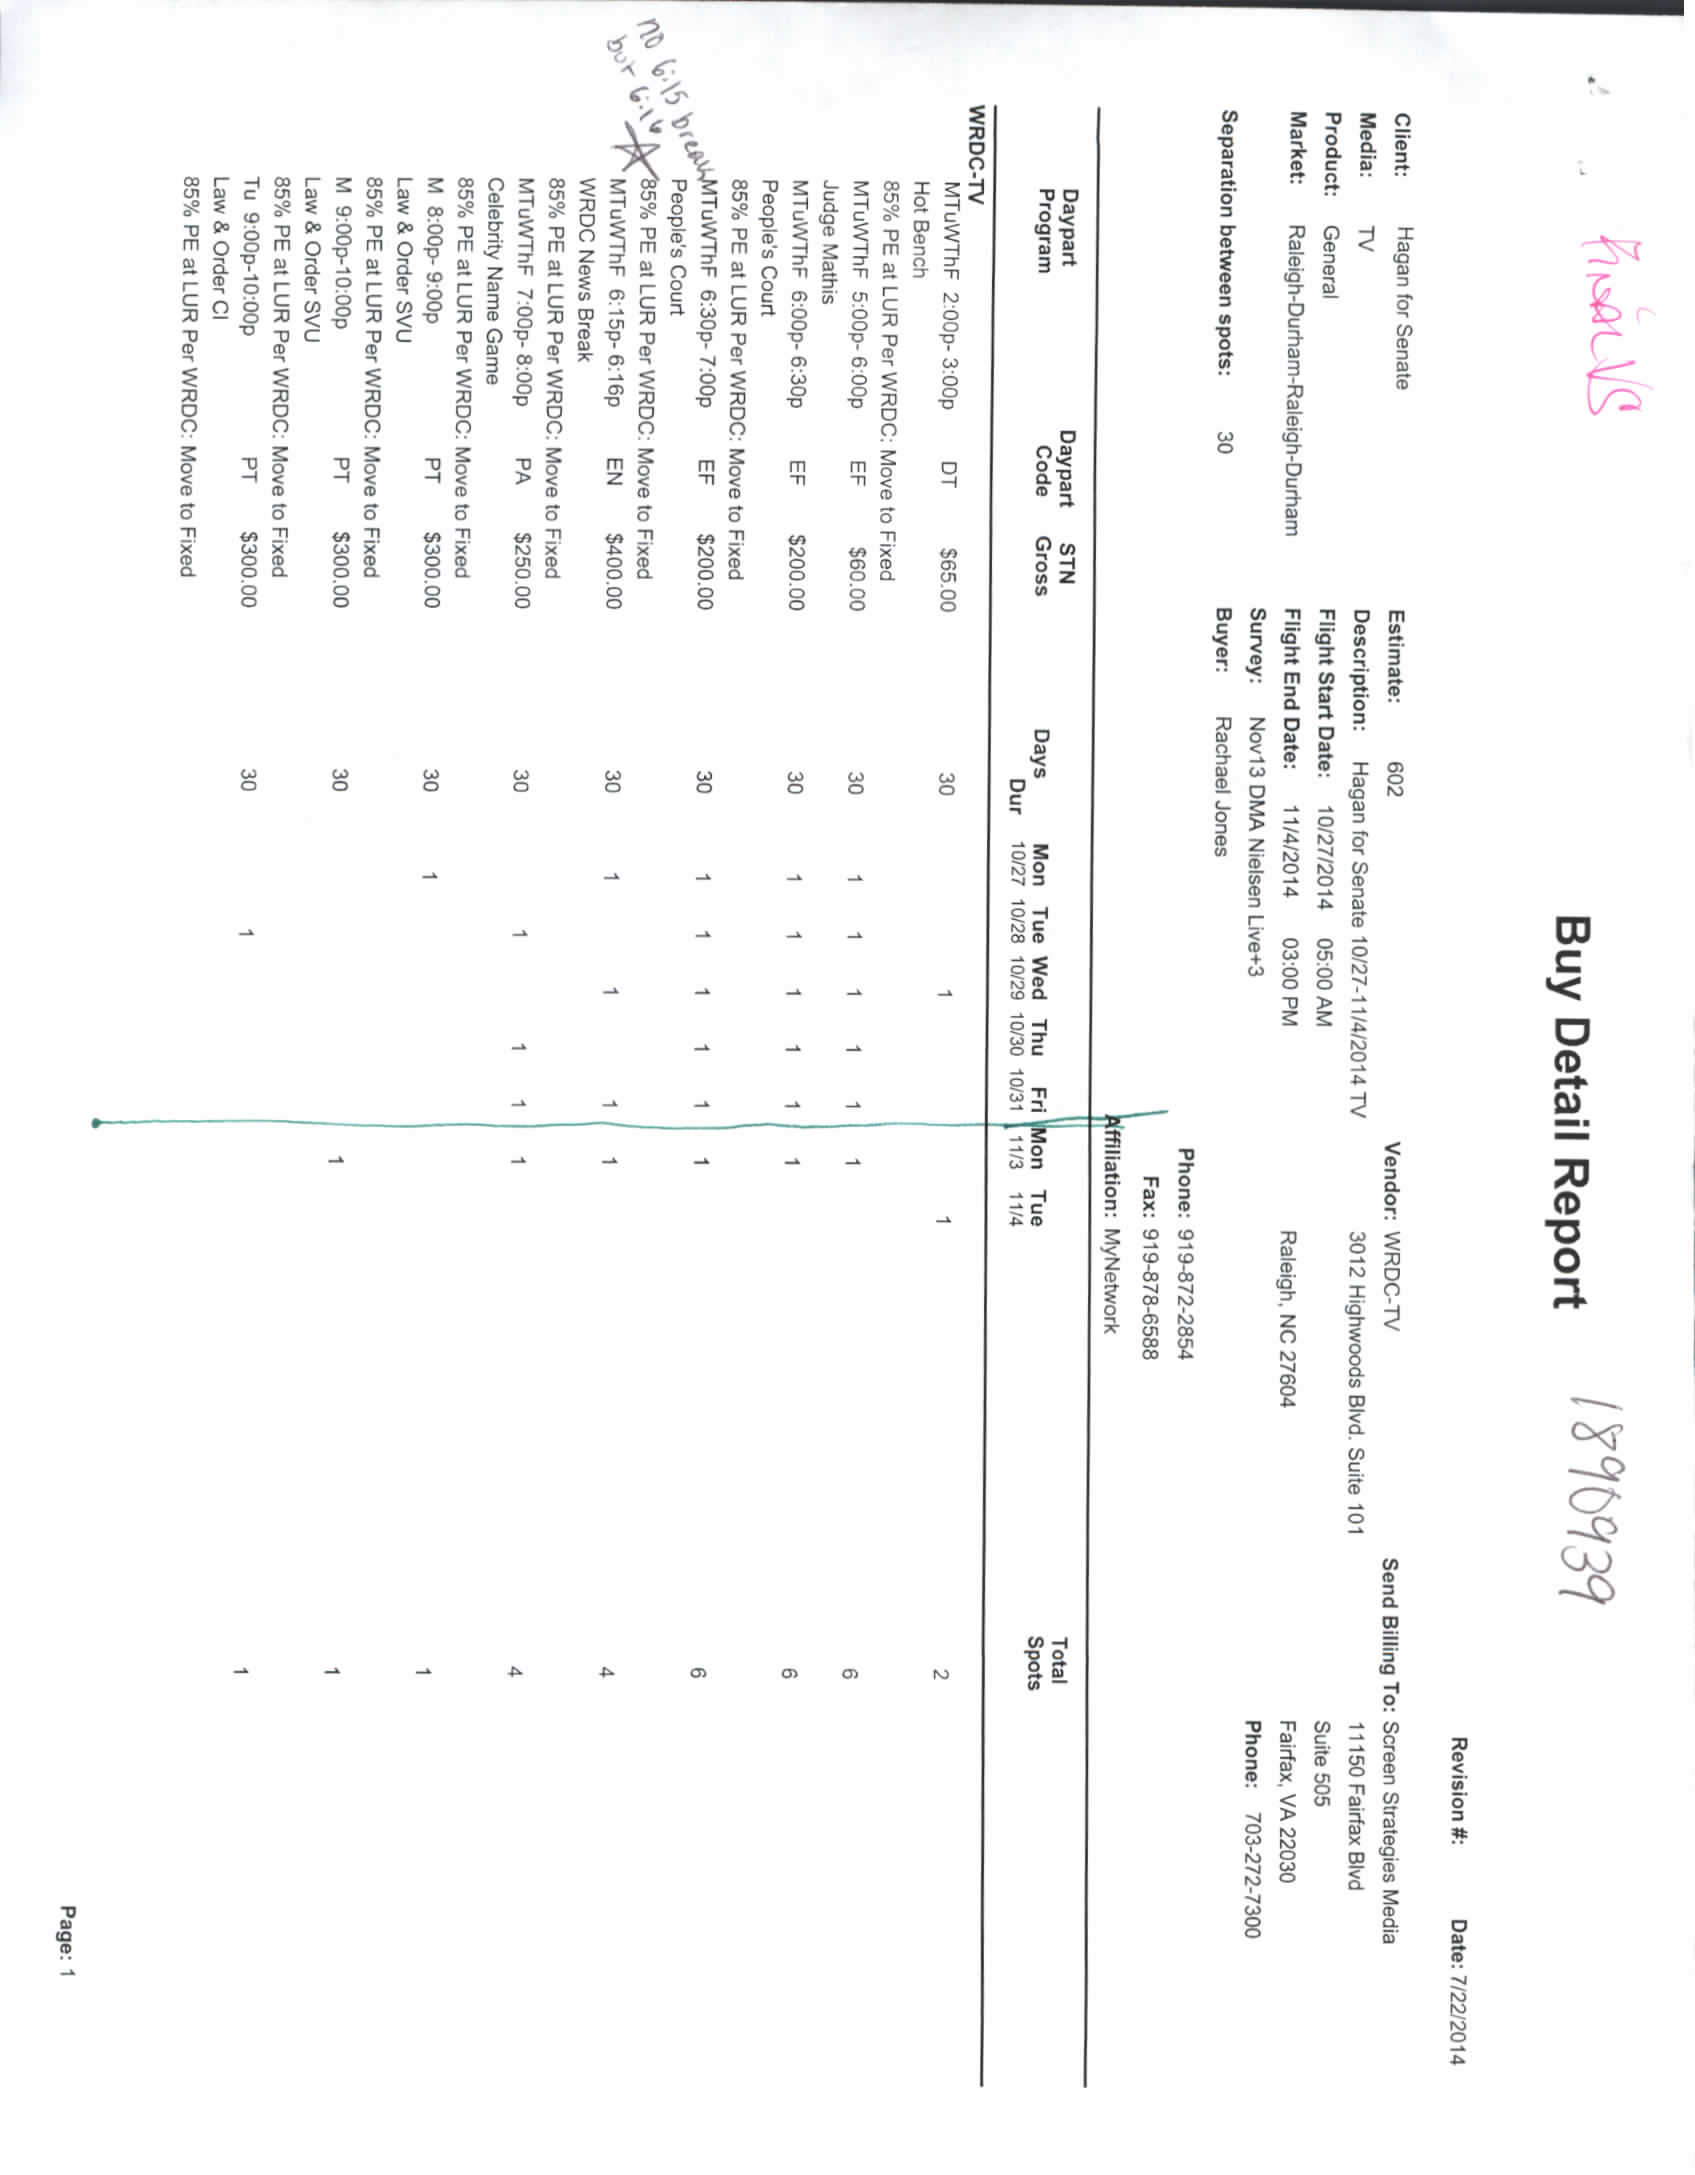 Buy Detail Report 1890939
Revision #: Date: 7/22/2014
Client: Hagan for Senate
Media: TV
Product: General
Market: Raleigh-Durham-Raleigh-Durham
Separation between spots: 30
Estimate: 602
Description: Hagan for Senate 10/27-11/4/2014 TV
Flight Start Date: 10/27/2014 05:00 AM
Flight End Date: 11/4/2014 03:00 PM
Survey: Nov13 DMA Nielsen Live+3
Buyer: Rachael Jones
Vendor: WRDC-TV
3012 Highwoods Blvd. Suite 101
Raleigh, NC 27604
Phone: 919-872-2854
Fax: 919-878-6588
Affiliation: MyNetwork
Send Billing To: Screen Strategies Media
11150 Fairfax Blvd
Suite 505
Fairfax, VA 22030
Phone: 703-272-7300
Daypart Daypart STN Days Mon Tue Wed Thu Fri Mon Tue Total
Program Code Gross Dur 10/27 10/28 10/29 10/30 10/31 11/3 11/4 Spots
WRDC-TV
MTuWThF 2:00p- 3:00p DT $65.00 30 1 1 2
Hot Bench
85% PE at LUR Per WRDC: Move to Fixed
MTuWThF 5:00p- 6:00p EF $60.00 30 1 1 1 1 1 1 6
Judge Mathis
MTuWThF 6:00p- 6:30p EF $200.00 30 1 1 1 1 1 1 6
People's Court
85% PE at LUR Per WRDC: Move to Fixed
MTuWThF 6:30p- 7:00p EF $200.00 30 1 1 1 1 1 1 6
People's Court
85% PE at LUR Per WRDC: Move to Fixed
no 6:15 break
but 6:16
MTuWThF 6:15p- 6:16p EN $400.00 30 1 1 1 1 4
WRDC News Break
85% PE at LUR Per WRDC: Move to Fixed
MTuWThF 7:00p- 8:00p PA $250.00 30 1 1 1 1 4
Celebrity Name Game
85% PE at LUR Per WRDC: Move to Fixed
M 8:00p- 9:00p PT $300.00 30 1 1
Law & Order SVU
85% PE at LUR Per WRDC: Move to Fixed
M 9:00p-10:00p PT $300.00 30 1 1
Law & Order SVU
85% PE at LUR Per WRDC: Move to Fixed
Tu 9:00p-10:00p PT $300.00 30 1 1
Law & Order CI
85% PE at LUR Per WRDC: Move to Fixed
Page: 1